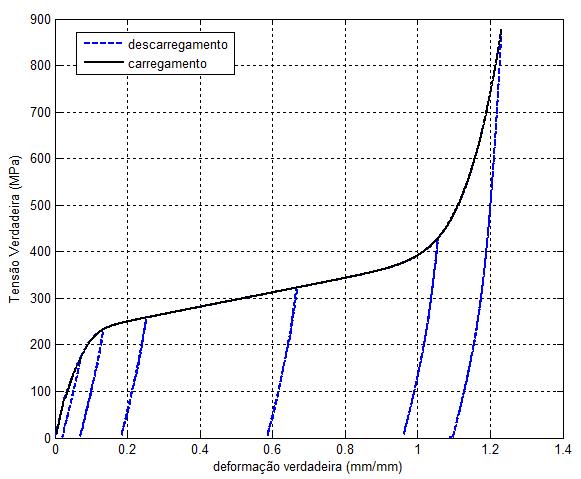 900
800
700
600
500
400
300
200
100
0
Tensão Verdadeira (MPa)
descarregamento
carregamento
0 0.2 0.4 0.6 0.8 1 1.2 1.4
deformação verdadeira (mm/mm)